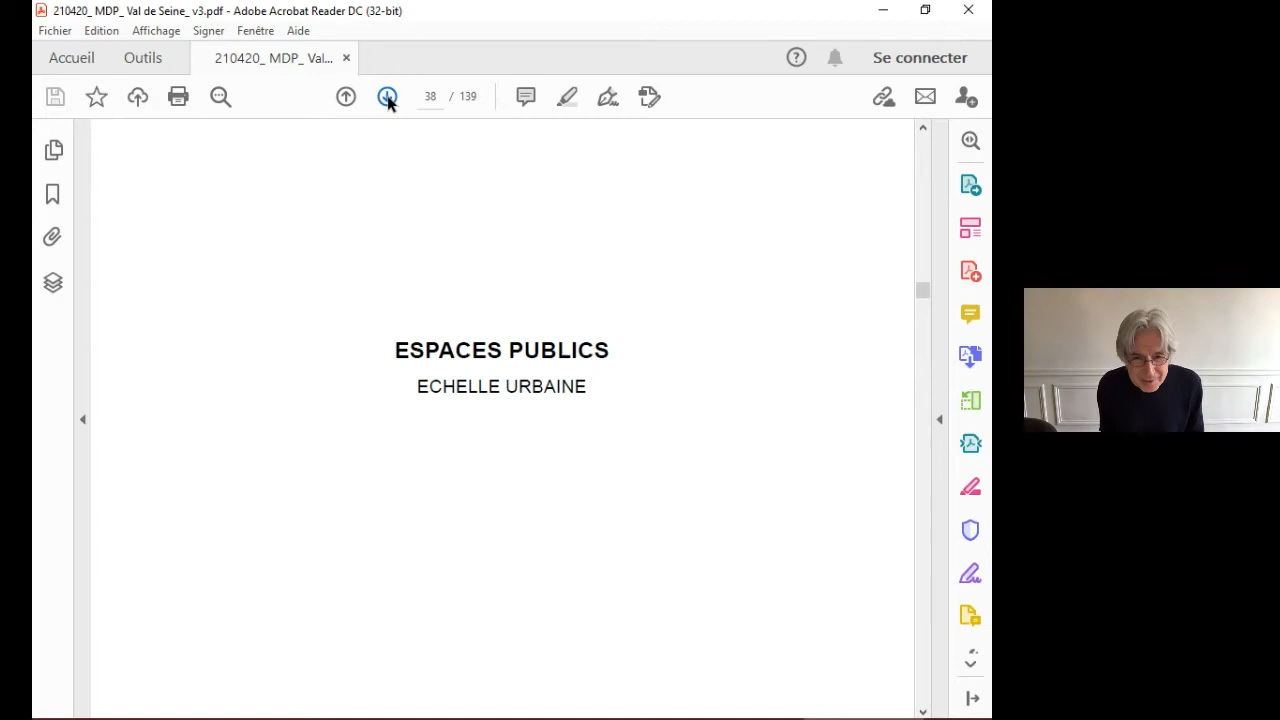 210420_ MDP_ Val de Seine_ v3.pdf - Adobe Acrobat Reader DC (32-bit)
Fichier Edition Affichage Signer Fenêtre Aide
Accueil Outils 210420_ MDP_ Val... × Se connecter
38 / 139
ESPACES PUBLICS
ECHELLE URBAINE